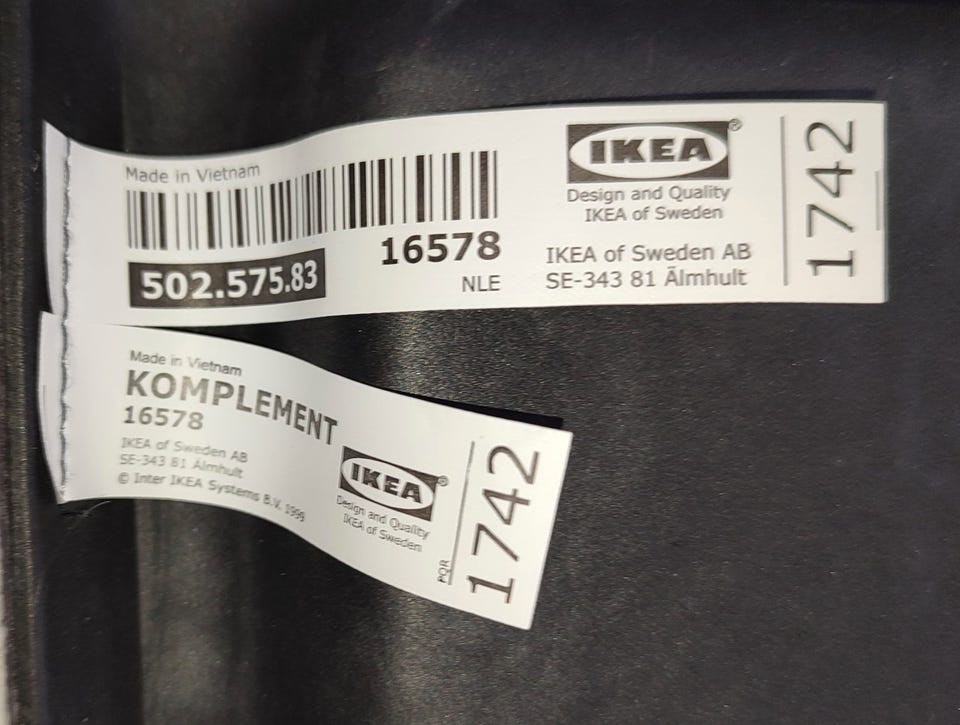 Made in Vietnam
502.575.83
16578
NLE
IKEA®
Design and Quality
IKEA of Sweden
IKEA of Sweden AB
SE-343 81 Älmhult
1742
Made in Vietnam
KOMPLEMENT
16578
IKEA of Sweden AB
SE-343 81 Älmhult
© Inter IKEA Systems B.V. 1999
IKEA®
Design and Quality
IKEA of Sweden
PQR
1742